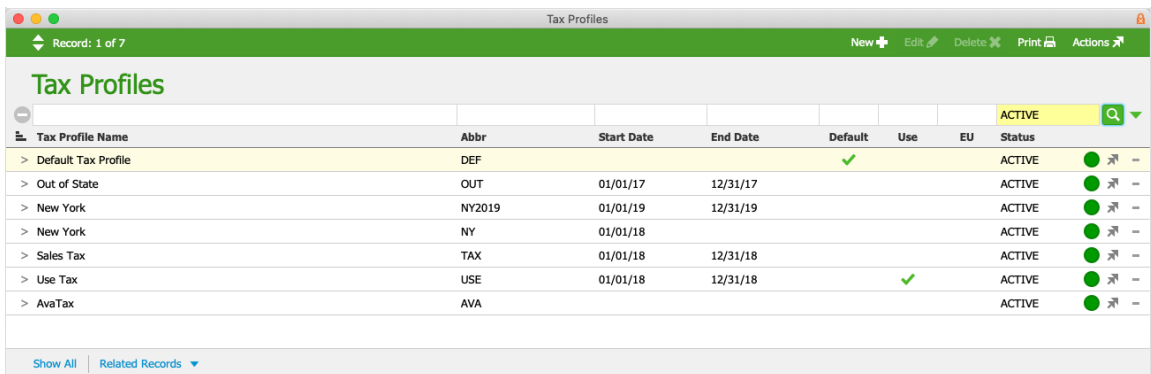 Tax Profiles
Record: 1 of 7 New Edit Delete Print Actions
Tax Profiles
ACTIVE
Tax Profile Name Abbr Start Date End Date Default Use EU Status
> Default Tax Profile DEF ACTIVE
> Out of State OUT 01/01/17 12/31/17 ACTIVE
> New York NY2019 01/01/19 12/31/19 ACTIVE
> New York NY 01/01/18 ACTIVE
> Sales Tax TAX 01/01/18 12/31/18 ACTIVE
> Use Tax USE 01/01/18 12/31/18 ACTIVE
> AvaTax AVA ACTIVE
Show All Related Records